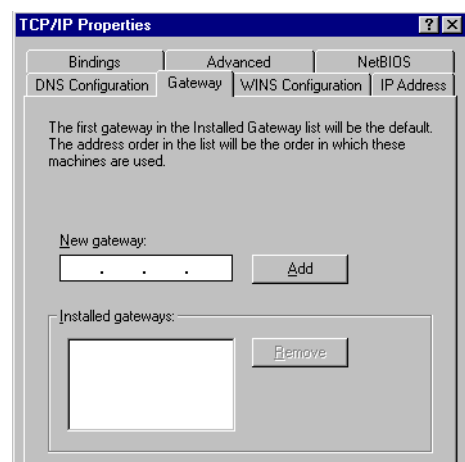 TCP/IP Properties
Bindings Advanced NetBIOS
DNS Configuration Gateway WINS Configuration IP Address
The first gateway in the Installed Gateway list will be the default.
The address order in the list will be the order in which these
machines are used.
New gateway:
. . . Add
Installed gateways:
Remove